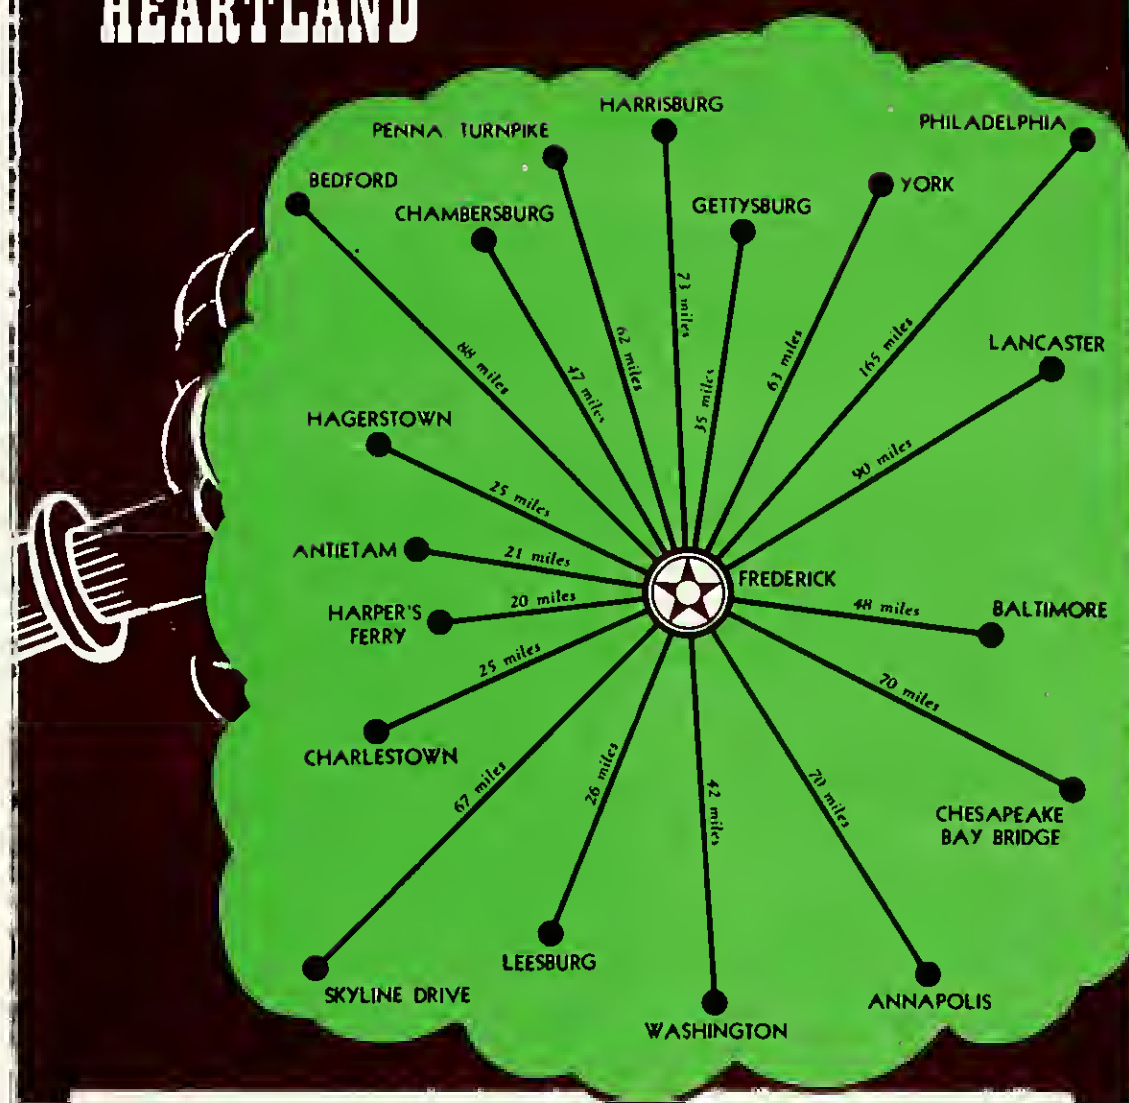 HEARTLAND
HARRISBURG
PENNA TURNPIKE
PHILADELPHIA
BEDFORD
YORK
CHAMBERSBURG
GETTYSBURG
73 miles
62 miles
88 miles
47 miles
35 miles
63 miles
165 miles
LANCASTER
HAGERSTOWN
90 miles
25 miles
ANTIETAM
21 miles
FREDERICK
20 miles
HARPER'S
FERRY
48 miles
BALTIMORE
25 miles
70 miles
CHARLESTOWN
67 miles
26 miles
42 miles
70 miles
CHESAPEAKE
BAY BRIDGE
LEESBURG
SKYLINE DRIVE
ANNAPOLIS
WASHINGTON